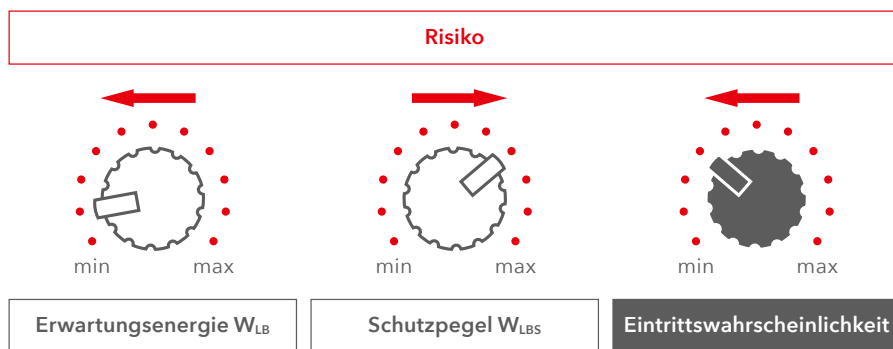 Risiko
min max
min max
min max
Erwartungsenergie WLB
Schutzpegel WLBS
Eintrittswahrscheinlichkeit